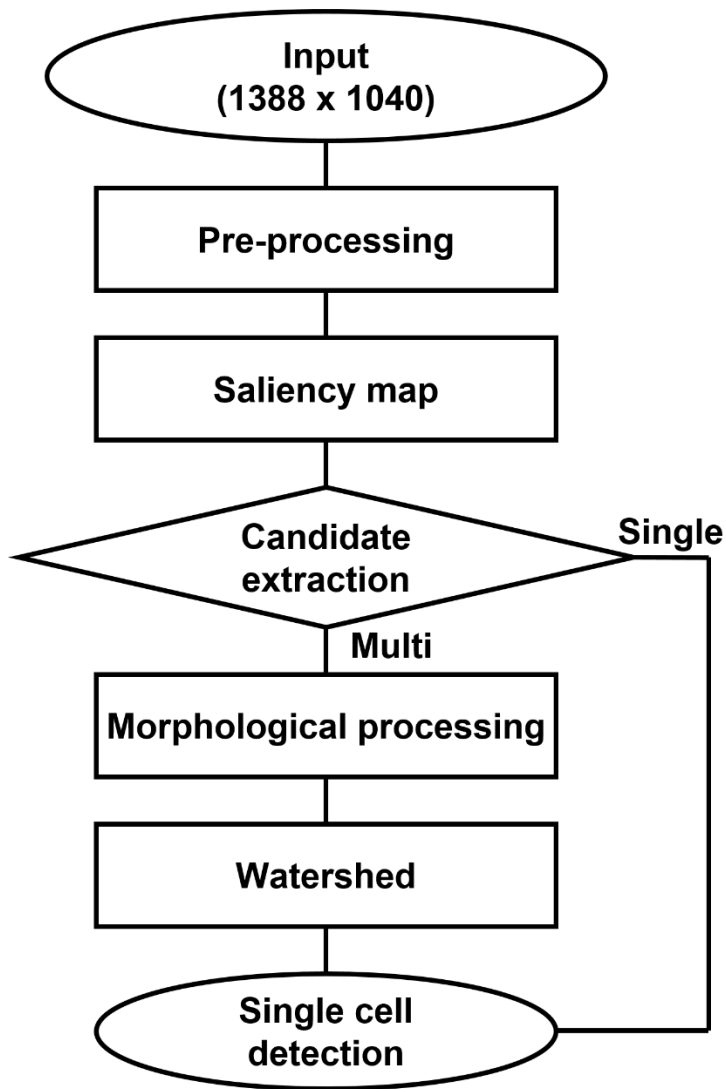 Input
(1388 x 1040)
Pre-processing
Saliency map
Candidate
extraction
Single
Multi
Morphological processing
Watershed
Single cell
detection